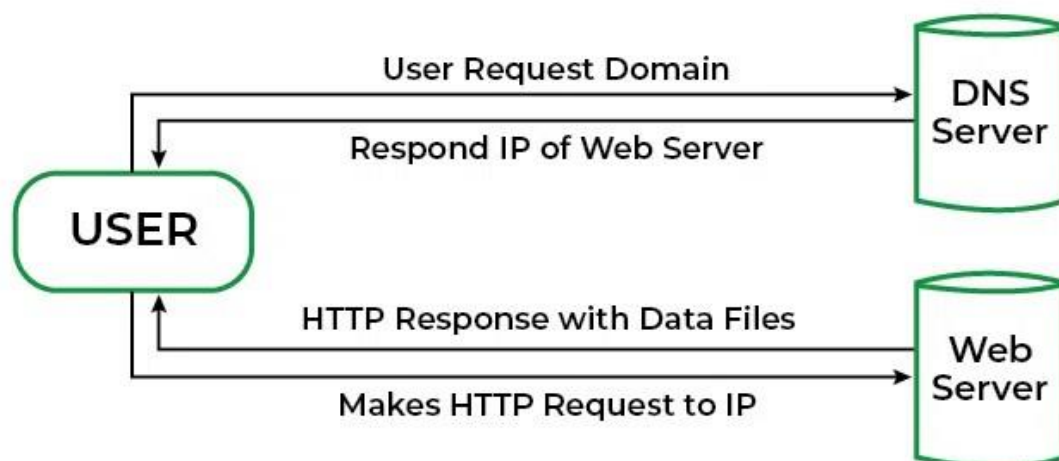 User Request Domain
DNS
Server
Respond IP of Web Server
USER
HTTP Response with Data Files
Web
Server
Makes HTTP Request to IP